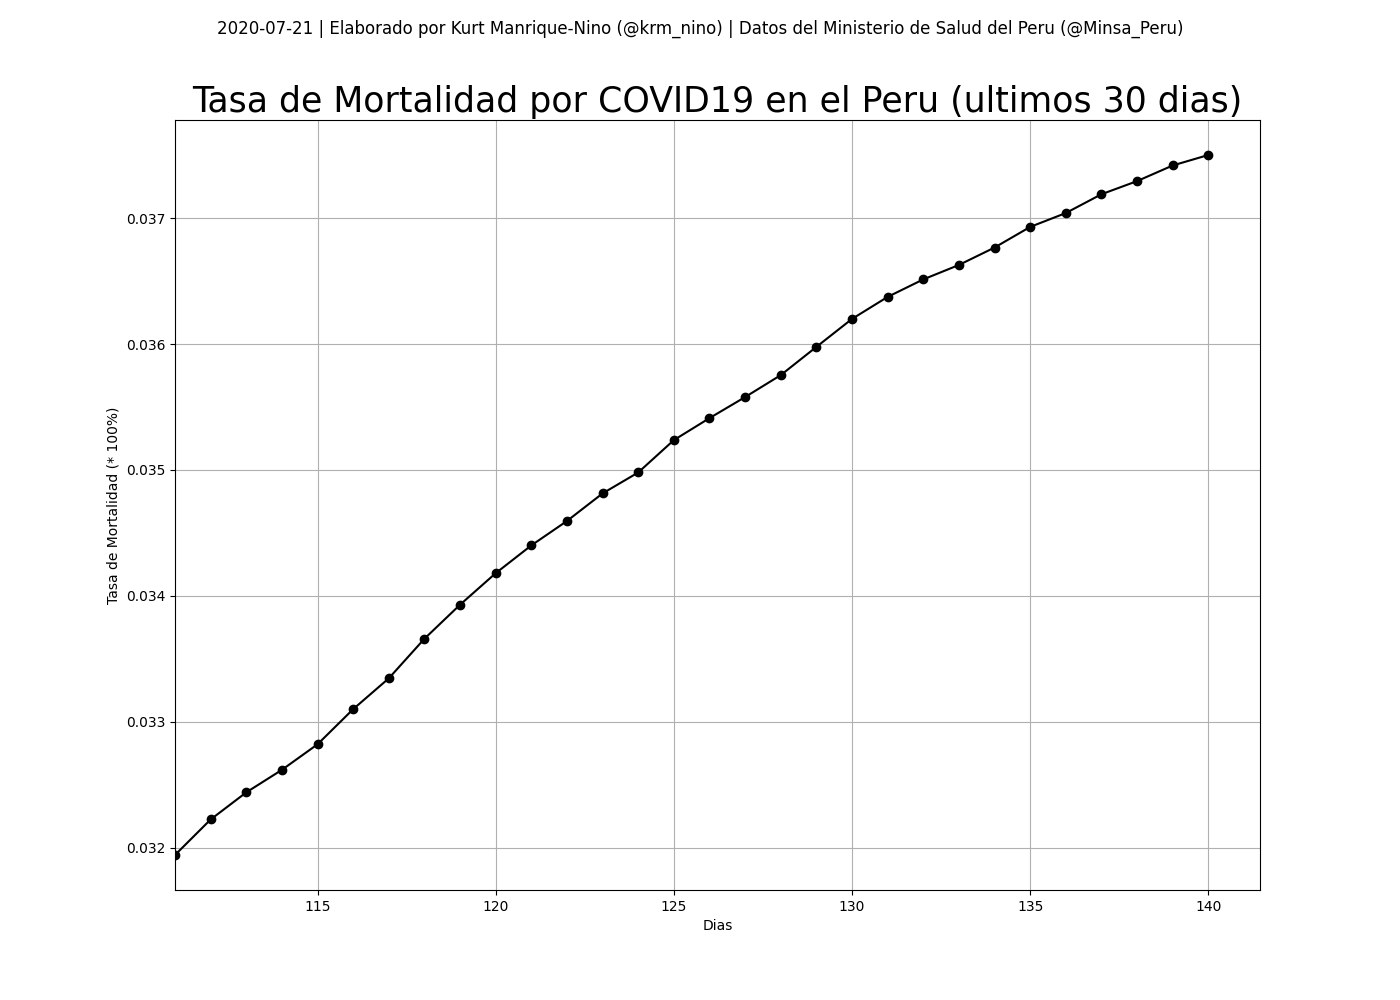 2020-07-21 | Elaborado por Kurt Manrique-Nino (@krm_nino) | Datos del Ministerio de Salud del Peru (@Minsa_Peru)
Tasa de Mortalidad por COVID19 en el Peru (ultimos 30 dias)
Tasa de Mortalidad (* 100%)
0.037
0.036
0.035
0.034
0.033
0.032
115 120 125 130 135 140
Dias